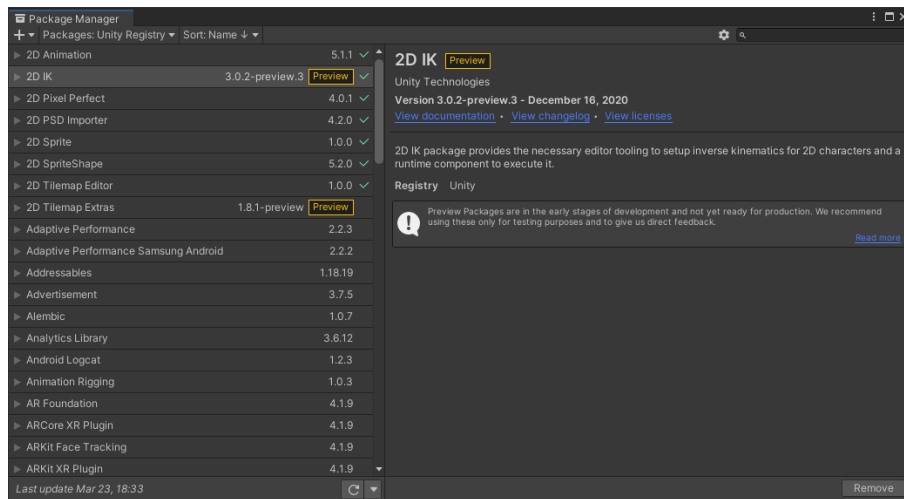 Package Manager
Packages: Unity Registry Sort: Name ↓
2D Animation 5.1.1
2D IK 3.0.2-preview.3 Preview
2D Pixel Perfect 4.0.1
2D PSD Importer 4.2.0
2D Sprite 1.0.0
2D SpriteShape 5.2.0
2D Tilemap Editor 1.0.0
2D Tilemap Extras 1.8.1-preview Preview
Adaptive Performance 2.2.3
Adaptive Performance Samsung Android 2.2.2
Addressables 1.18.19
Advertisement 3.7.5
Alembic 1.0.7
Analytics Library 3.6.12
Android Logcat 1.2.3
Animation Rigging 1.0.3
AR Foundation 4.1.9
ARCore XR Plugin 4.1.9
ARKit Face Tracking 4.1.9
ARKit XR Plugin 4.1.9
Last update Mar 23, 18:33
2D IK Preview
Unity Technologies
Version 3.0.2-preview.3 - December 16, 2020
View documentation • View changelog • View licenses
2D IK package provides the necessary editor tooling to setup inverse kinematics for 2D characters and a
runtime component to execute it.
Registry Unity
Preview Packages are in the early stages of development and not yet ready for production. We recommend
using these only for testing purposes and to give us direct feedback.
Read more
Remove